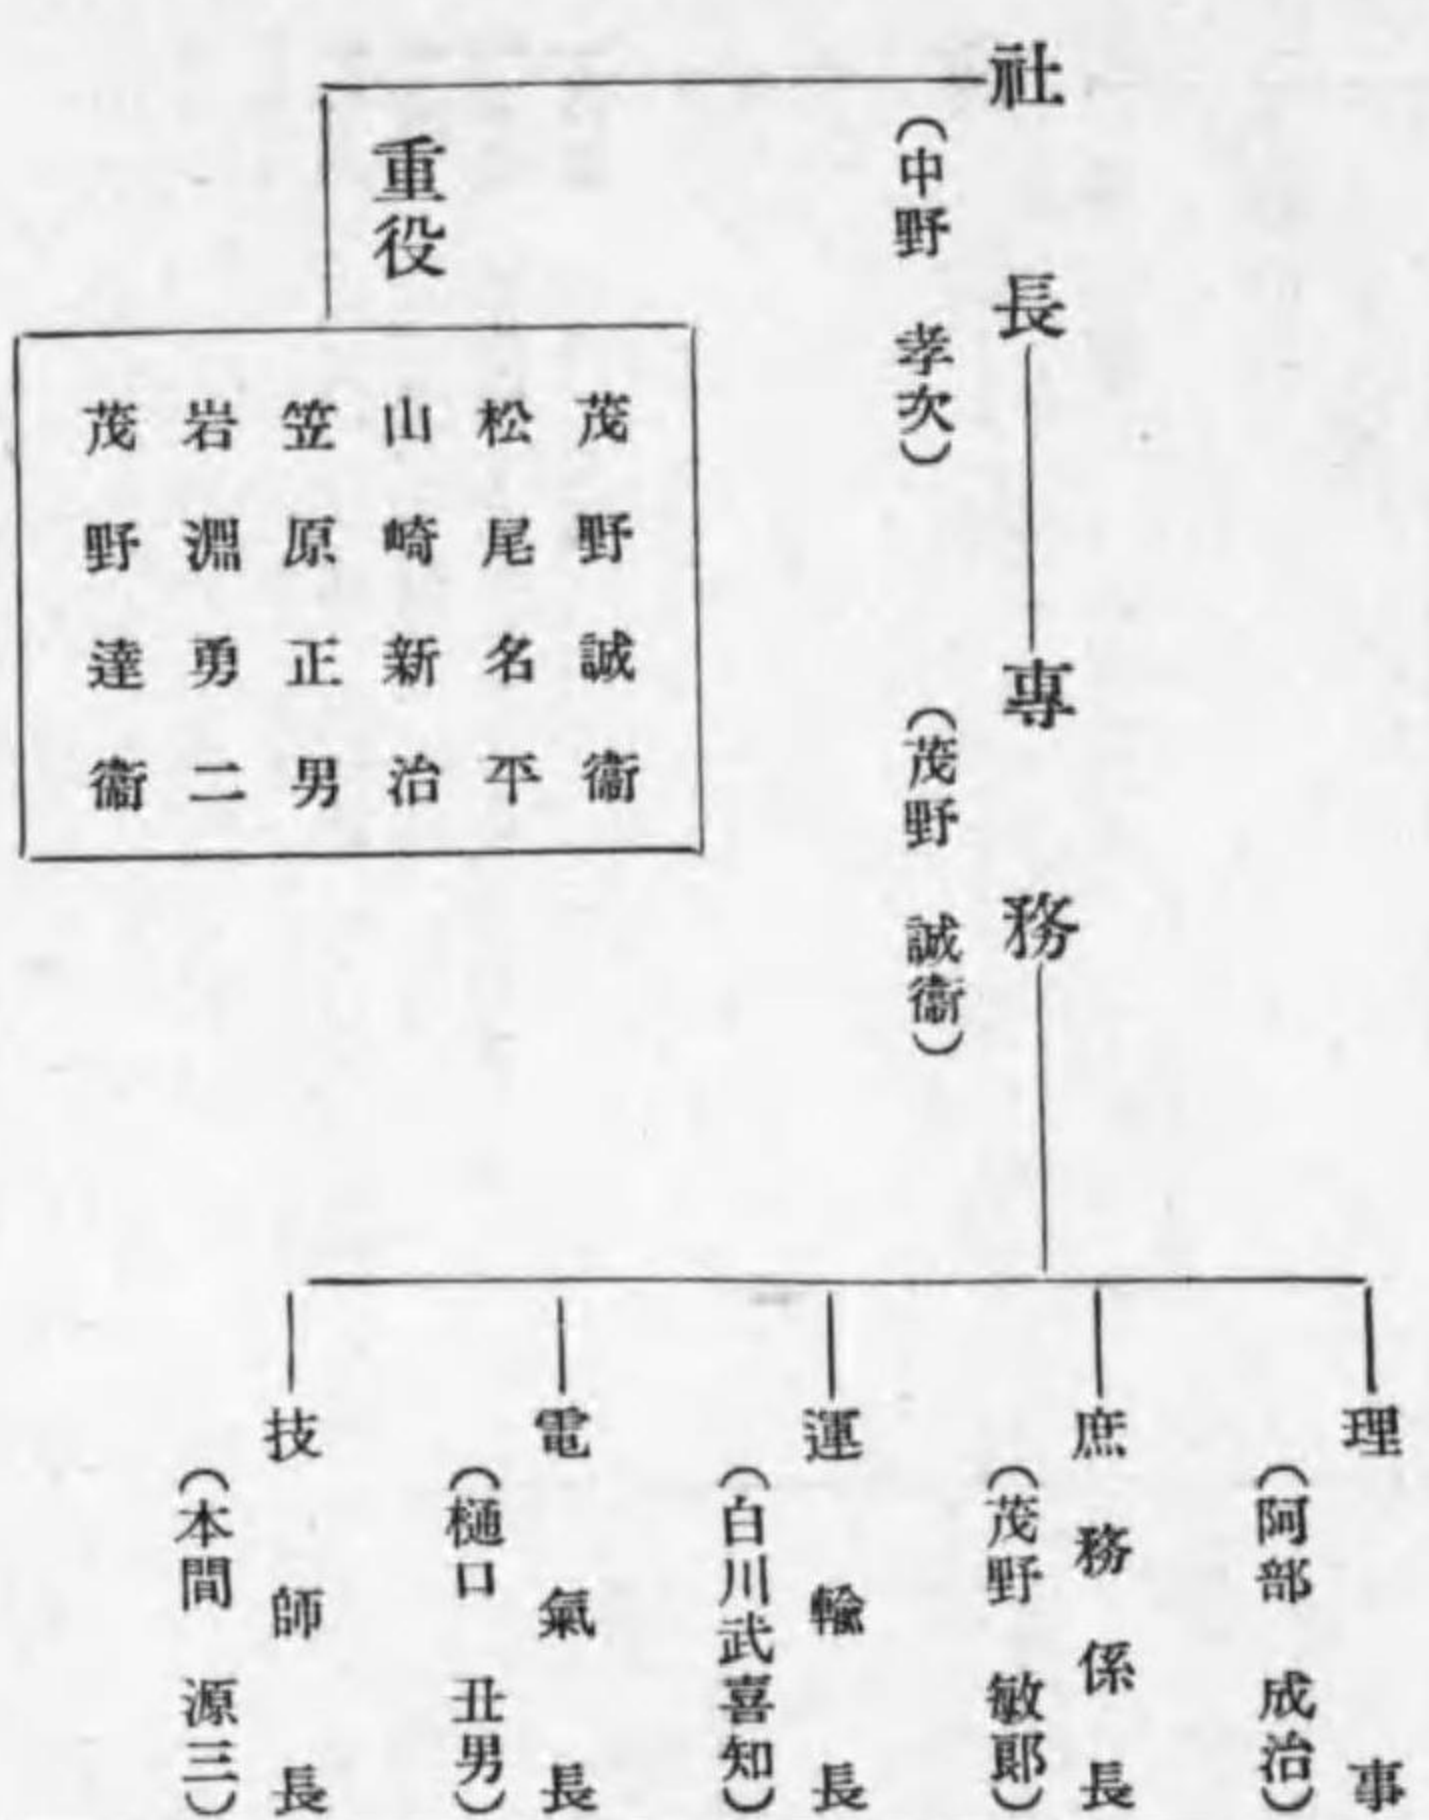 社長
（中野 孝次）
專務
（茂野 誠衞）
重役
茂野誠衞
松尾名平
山崎新治
笠原正男
岩淵勇二
茂野達衞
理事
（阿部 成治）
庶務係長
（茂野 敏郞）
運輸長
（白川武喜知）
電氣長
（樋口 丑男）
技師長
（本間 源三）